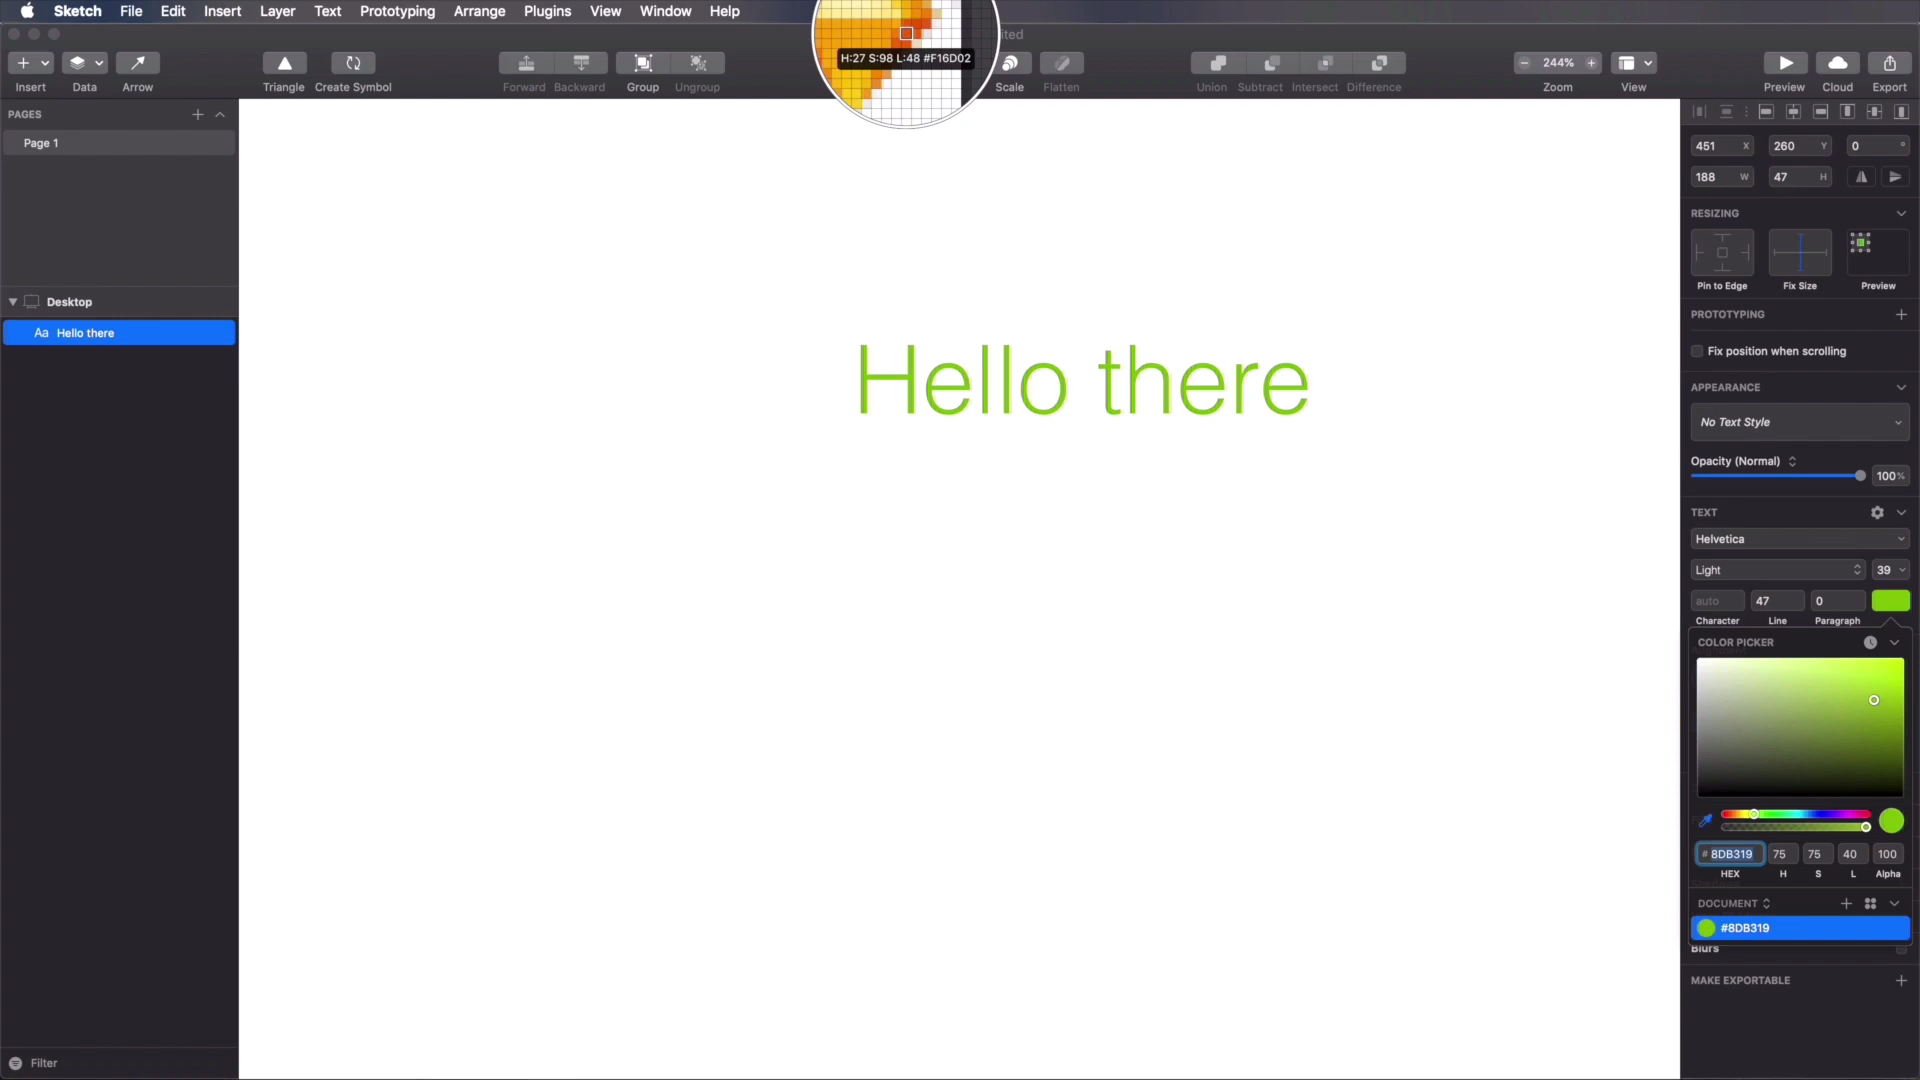 Sketch File Edit Insert Layer Text Prototyping Arrange Plugins View Window Help
H:27 S:98 L:48 #F16D02
Insert Data Arrow Triangle Create Symbol Forward Backward Group Ungroup Scale Flatten Union Subtract Intersect Difference 244% Zoom View Preview Cloud Export
PAGES
Page 1
Desktop
Aa Hello there
Filter
Hello there
451 X 260 Y 0 °
188 W 47 H
RESIZING
Pin to Edge Fix Size Preview
PROTOTYPING
Fix position when scrolling
APPEARANCE
No Text Style
Opacity (Normal)
100%
TEXT
Helvetica
Light 39
auto 47 0
Character Line Paragraph
COLOR PICKER
# 8DB319 75 75 40 100
HEX H S L Alpha
DOCUMENT
#8DB319
Blurs
MAKE EXPORTABLE